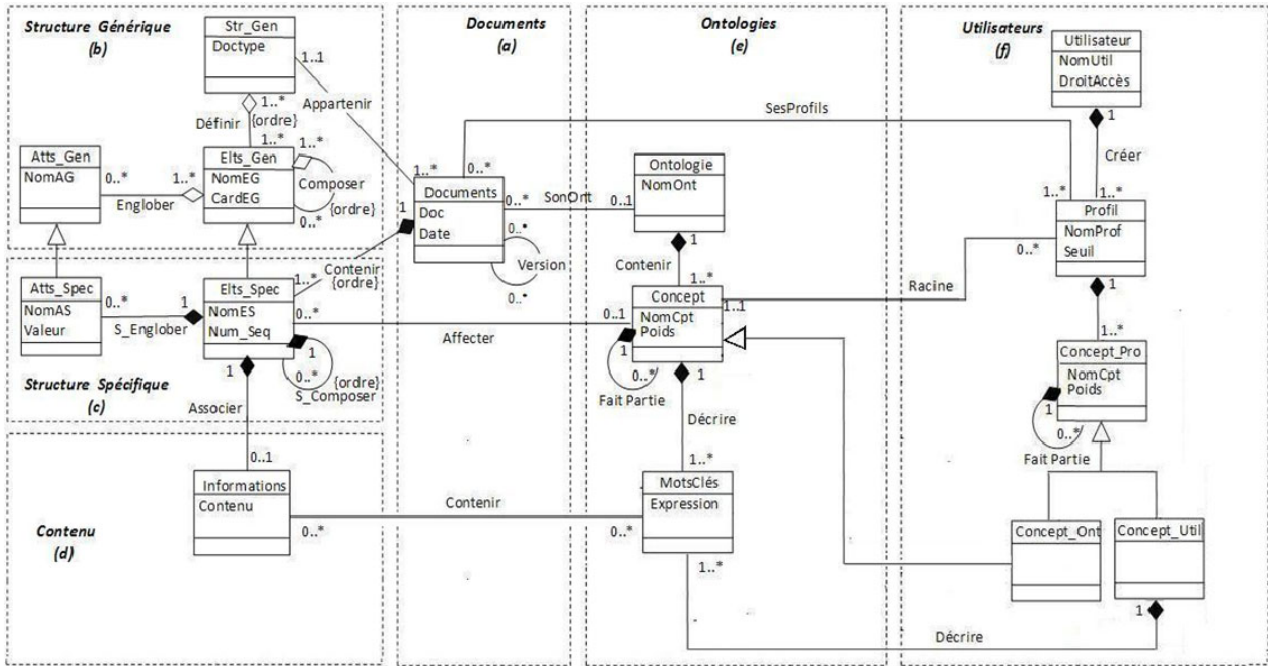 Structure Générique
(b)
Str_Gen
Doctype
1..1
Appartenir
1..*
{ordre}
Définir
1..*
1..*
Atts_Gen
NomAG
0..*
1..*
Englober
Elts_Gen
NomEG
CardEG
Composer
{ordre}
0..*
Documents
(a)
1..*
0..*
Documents
Doc
Date
1
0..*
0..*
Version
0..*
SonOnt
0..1
Contenir
{ordre}
1..*
Ontologies
(e)
SesProfils
Ontologie
NomOnt
1
Contenir
1..*
Concept
NomCpt
Poids
1..1
0..1
1
0..*
Fait Partie
1
Décrire
1..*
MotsClés
Expression
0..*
1..*
Utilisateurs
(f)
Utilisateur
NomUtil
DroitAccès
1
Créer
1..*
1..*
Profil
NomProf
Seuil
0..*
Racine
1
1..*
Concept_Pro
NomCpt
Poids
1
0..*
Fait Partie
Concept_Ont
Concept_Util
1
Décrire
Atts_Spec
NomAS
Valeur
0..*
1
S_Englober
Elts_Spec
NomES
Num_Seq
0..*
Affecter
1
0..*
{ordre}
S_Composer
1
Structure Spécifique
(c)
Associer
0..1
Informations
Contenu
0..*
Contenir
Contenu
(d)